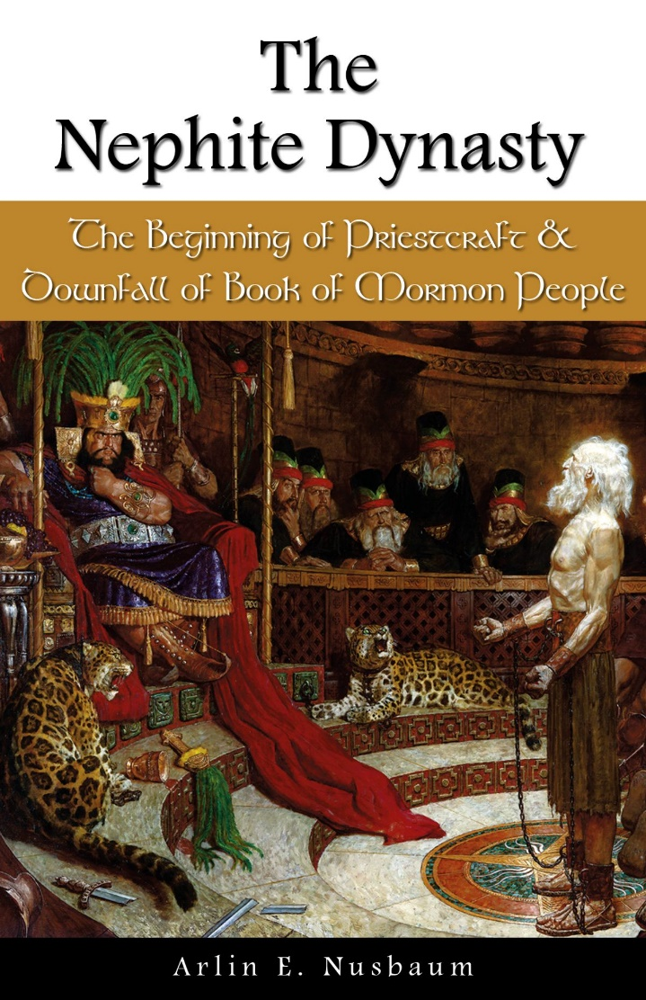 The
Nephite Dynasty
The Beginning of Priestcraft &
Downfall of Book of Mormon People
Arlin E. Nusbaum